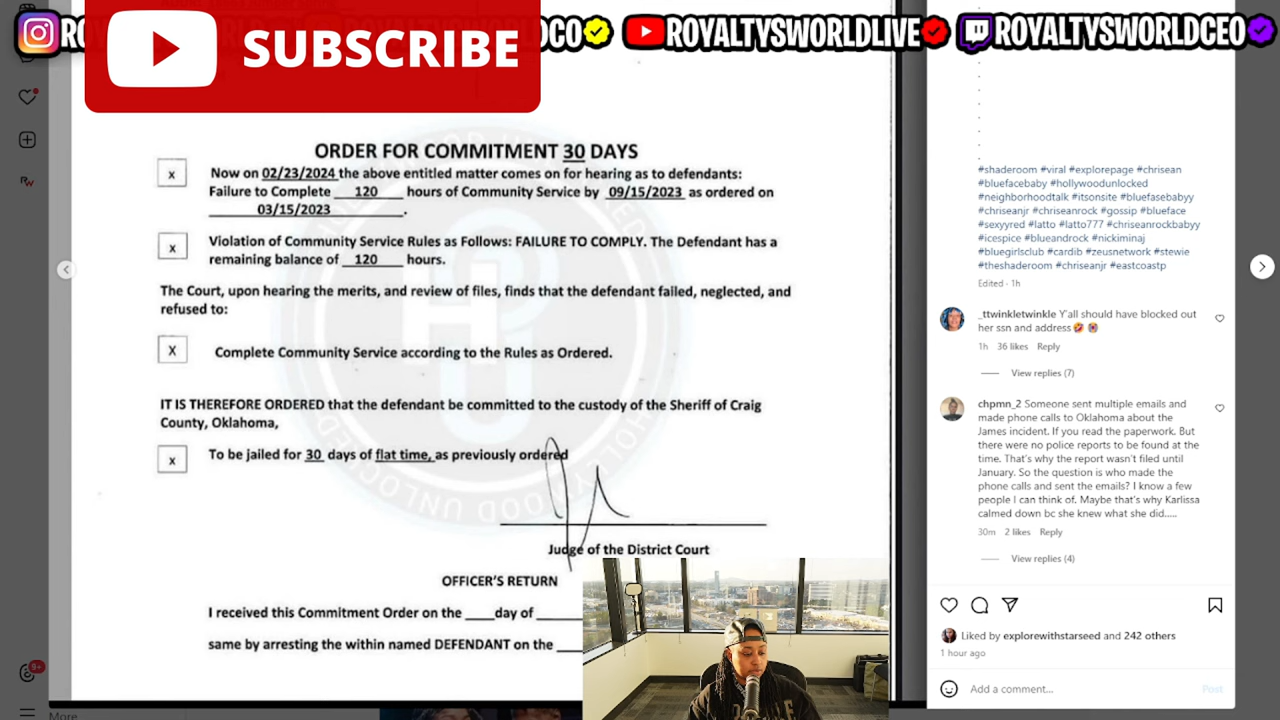 SUBSCRIBE
CO
ROYALTYSWORLDLIVE
ROYALTYSWORLDCEO
ORDER FOR COMMITMENT 30 DAYS
x
Now on 02/23/2024 the above entitled matter comes on for hearing as to defendants:
Failure to Complete 120 hours of Community Service by 09/15/2023 as ordered on
03/15/2023.
x
Violation of Community Service Rules as Follows: FAILURE TO COMPLY. The Defendant has a
remaining balance of 120 hours.
The Court, upon hearing the merits, and review of files, finds that the defendant failed, neglected, and
refused to:
X
Complete Community Service according to the Rules as Ordered.
IT IS THEREFORE ORDERED that the defendant be committed to the custody of the Sheriff of Craig
County, Oklahoma,
x
To be jailed for 30 days of flat time, as previously ordered
Judge of the District Court
OFFICER'S RETURN
I received this Commitment Order on the ____day of
same by arresting the within named DEFENDANT on the
More
9+
#shaderoom #viral #explorepage #chrisean
#bluefacebaby #hollywoodunlocked
#neighborhoodtalk #itsonsite #bluefasebabyy
#chriseanjr #chriseanrock #gossip #blueface
#sexyyred #latto #latto777 #chriseanrockbabyy
#icespice #blueandrock #nickiminaj
#bluegirlsclub #cardib #zeusnetwork #stewie
#theshaderoom #chriseanjr #eastcoastp
Edited · 1h
_ttwinkletwinkle Y'all should have blocked out
her ssn and address🤣
1h 36 likes Reply
View replies (7)
chpmn_2 Someone sent multiple emails and
made phone calls to Oklahoma about the
James incident. If you read the paperwork. But
there were no police reports to be found at the
time. That's why the report wasn't filed until
January. So the question is who made the
phone calls and sent the emails? I know a few
people I can think of. Maybe that's why Karlissa
calmed down bc she knew what she did.....
30m 2 likes Reply
View replies (4)
Liked by explorewithstarseed and 242 others
1 hour ago
Add a comment...
Post